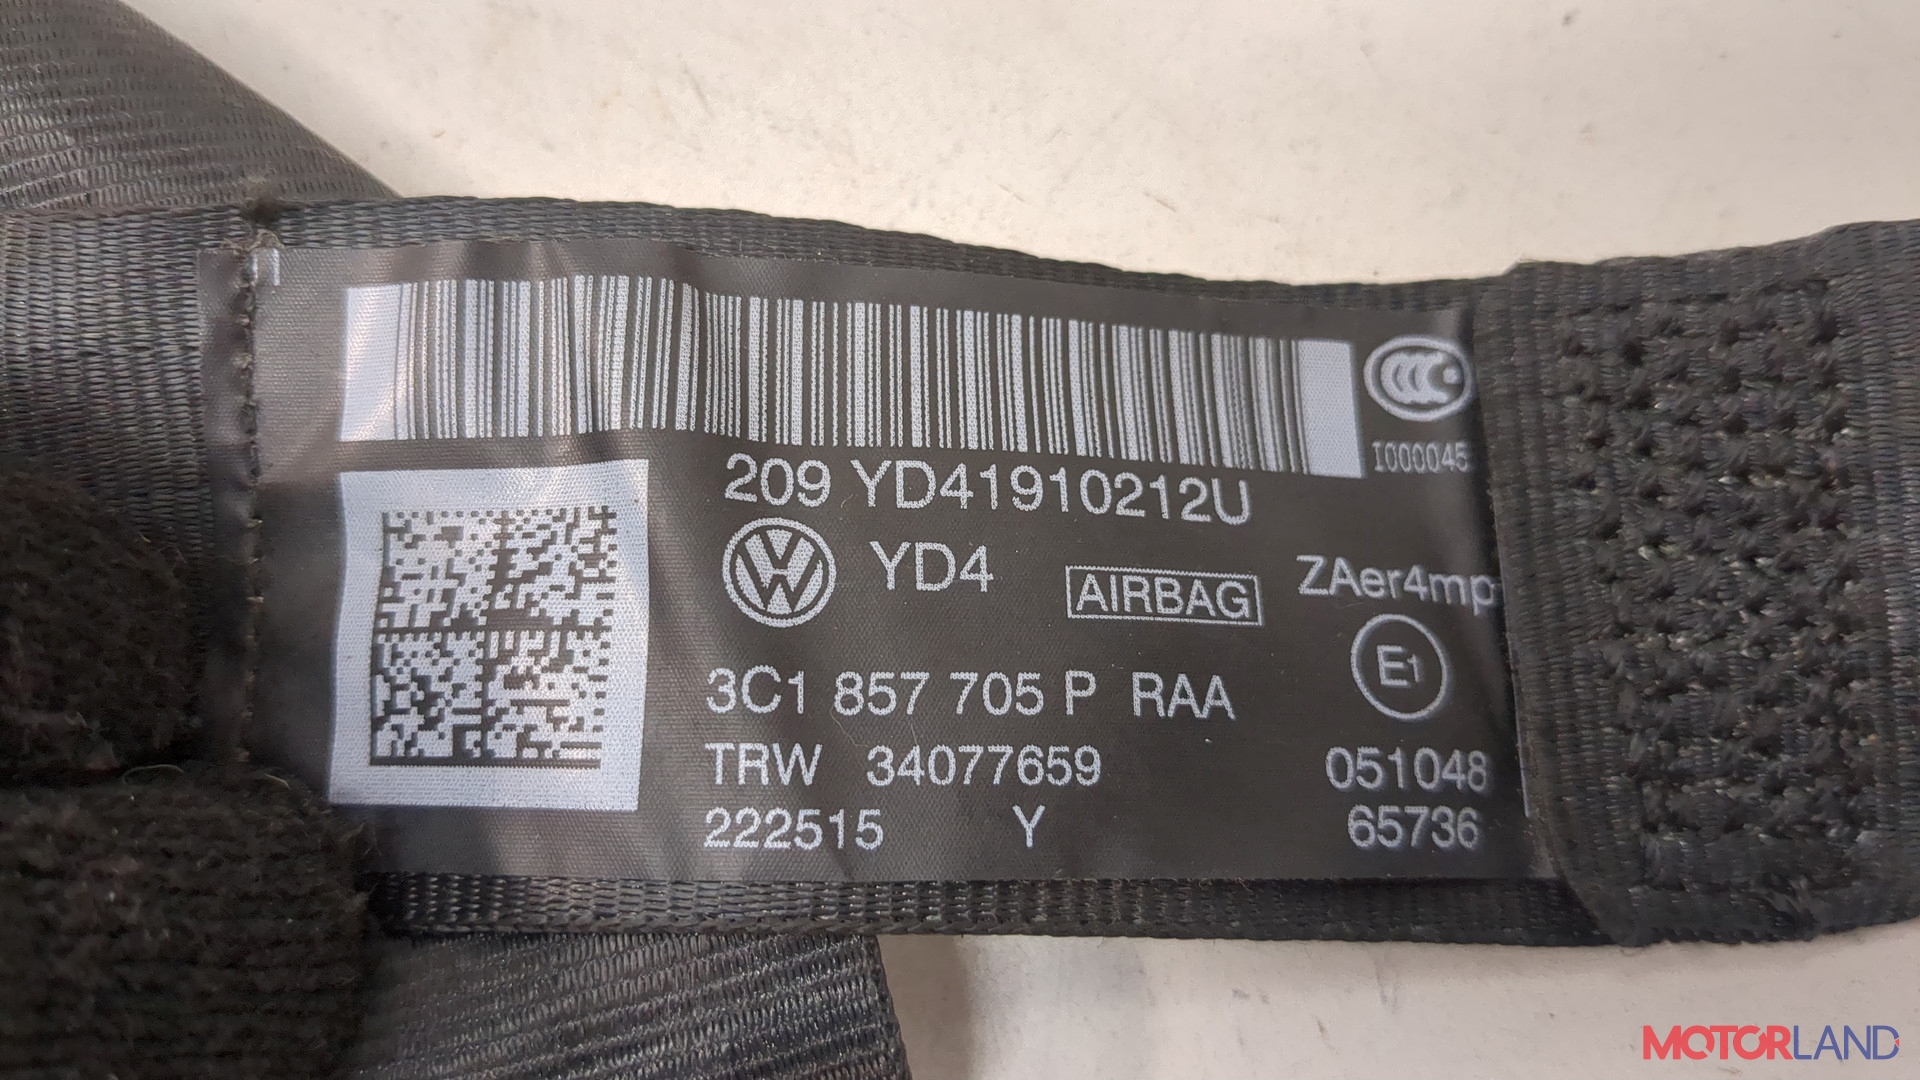 I000045
209 YD41910212U
YD4
AIRBAG
ZAer4mp
E1
3C1 857 705 P RAA
TRW 34077659
051048
222515 Y
65736
MOTORLAND